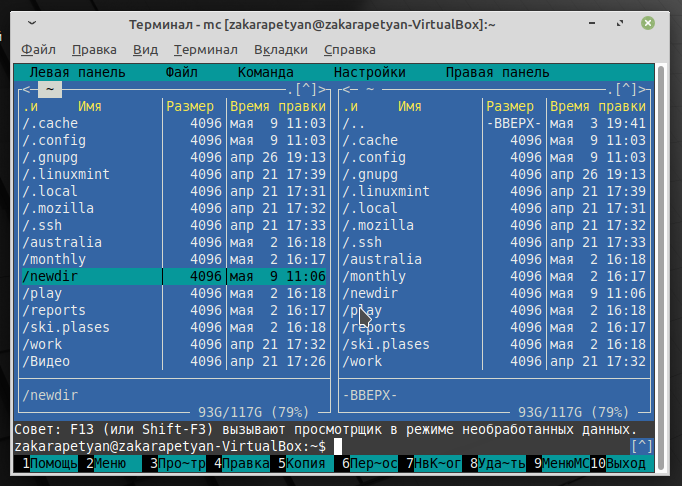 Терминал - mc [zakarapetyan@zakarapetyan-VirtualBox]:~
Файл Правка Вид Терминал Вкладки Справка
Левая панель Файл Команда Настройки Правая панель
<─ ~ .[^]> <─ ~ .[^]>
.и Имя Размер Время правки .и Имя Размер Время правки
/.cache 4096 мая 9 11:03 /.. -ВВЕРХ- мая 3 19:41
/.config 4096 мая 9 11:03 /.cache 4096 мая 9 11:03
/.gnupg 4096 апр 26 19:13 /.config 4096 мая 9 11:03
/.linuxmint 4096 апр 21 17:39 /.gnupg 4096 апр 26 19:13
/.local 4096 апр 21 17:31 /.linuxmint 4096 апр 21 17:39
/.mozilla 4096 апр 21 17:32 /.local 4096 апр 21 17:31
/.ssh 4096 апр 21 17:33 /.mozilla 4096 апр 21 17:32
/australia 4096 мая 2 16:18 /.ssh 4096 апр 21 17:33
/monthly 4096 мая 2 16:17 /australia 4096 мая 2 16:18
/newdir 4096 мая 9 11:06 /monthly 4096 мая 2 16:17
/play 4096 мая 2 16:18 /newdir 4096 мая 9 11:06
/reports 4096 мая 2 16:17 /play 4096 мая 2 16:18
/ski.plases 4096 мая 2 16:18 /reports 4096 мая 2 16:17
/work 4096 апр 21 17:32 /ski.plases 4096 мая 2 16:18
/Видео 4096 апр 21 17:26 /work 4096 апр 21 17:32
/newdir -ВВЕРХ-
93G/117G (79%) 93G/117G (79%)
Совет: F13 (или Shift-F3) вызывают просмотрщик в режиме необработанных данных.
zakarapetyan@zakarapetyan-VirtualBox:~$ [^]
1Помощь 2Меню 3Про~тр 4Правка 5Копия 6Пер~ос 7НвК~ог 8Уда~ть 9МенюМС 10Выход